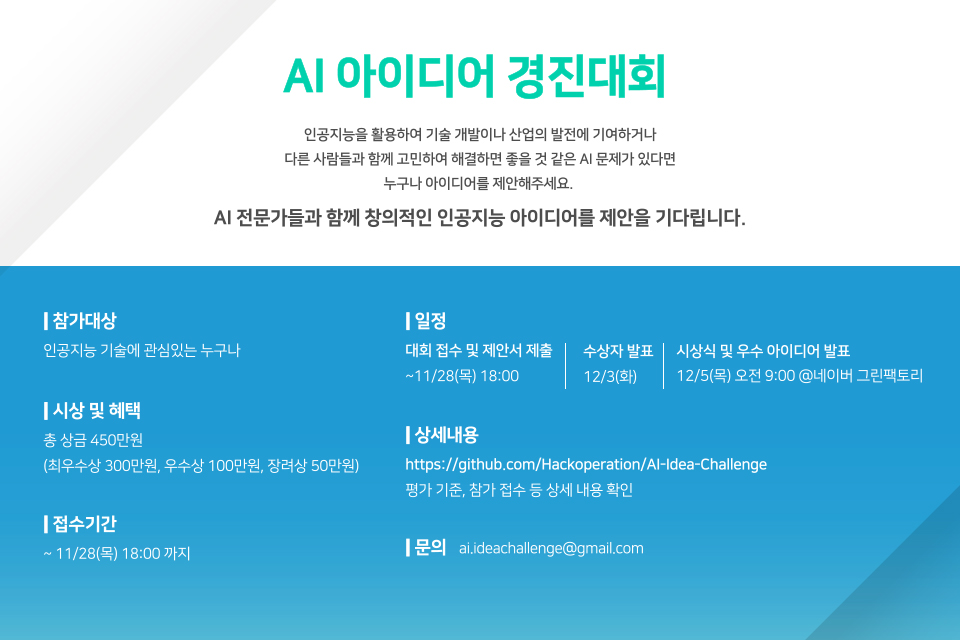 AI 아이디어 경진대회
인공지능을 활용하여 기술 개발이나 산업의 발전에 기여하거나
다른 사람들과 함께 고민하여 해결하면 좋을 것 같은 AI 문제가 있다면
누구나 아이디어를 제안해주세요.
AI 전문가들과 함께 창의적인 인공지능 아이디어를 제안을 기다립니다.
참가대상
인공지능 기술에 관심있는 누구나
시상 및 혜택
총 상금 450만원
(최우수상 300만원, 우수상 100만원, 장려상 50만원)
접수기간
~ 11/28(목) 18:00 까지
일정
대회 접수 및 제안서 제출
~11/28(목) 18:00
수상자 발표
12/3(화)
시상식 및 우수 아이디어 발표
12/5(목) 오전 9:00 @네이버 그린팩토리
상세내용
https://github.com/Hackoperation/AI-Idea-Challenge
평가 기준, 참가 접수 등 상세 내용 확인
문의 ai.ideachallenge@gmail.com